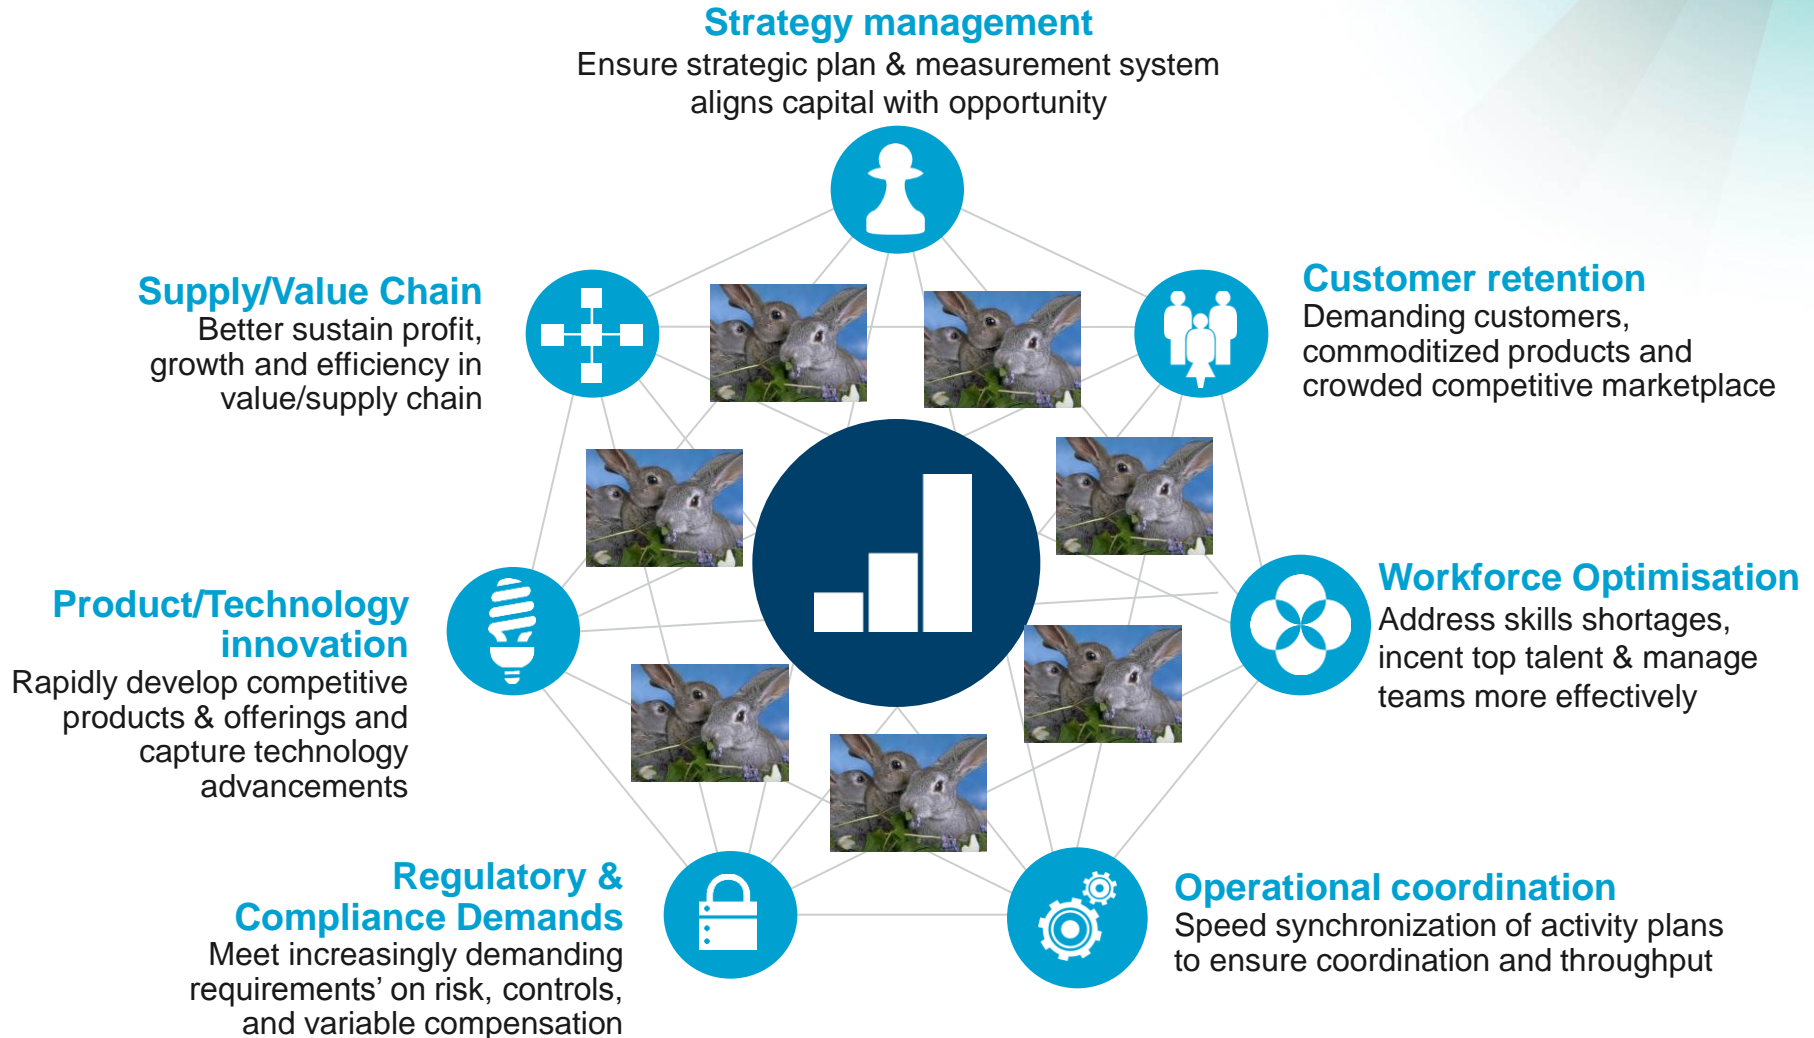 Strategy management
Ensure strategic plan & measurement system
aligns capital with opportunity
Supply/Value Chain
Better sustain profit,
growth and efficiency in
value/supply chain
Customer retention
Demanding customers,
commoditized products and
crowded competitive marketplace
Product/Technology
innovation
Rapidly develop competitive
products & offerings and
capture technology
advancements
Workforce Optimisation
Address skills shortages,
incent top talent & manage
teams more effectively
Regulatory &
Compliance Demands
Meet increasingly demanding
requirements’ on risk, controls,
and variable compensation
Operational coordination
Speed synchronization of activity plans
to ensure coordination and throughput